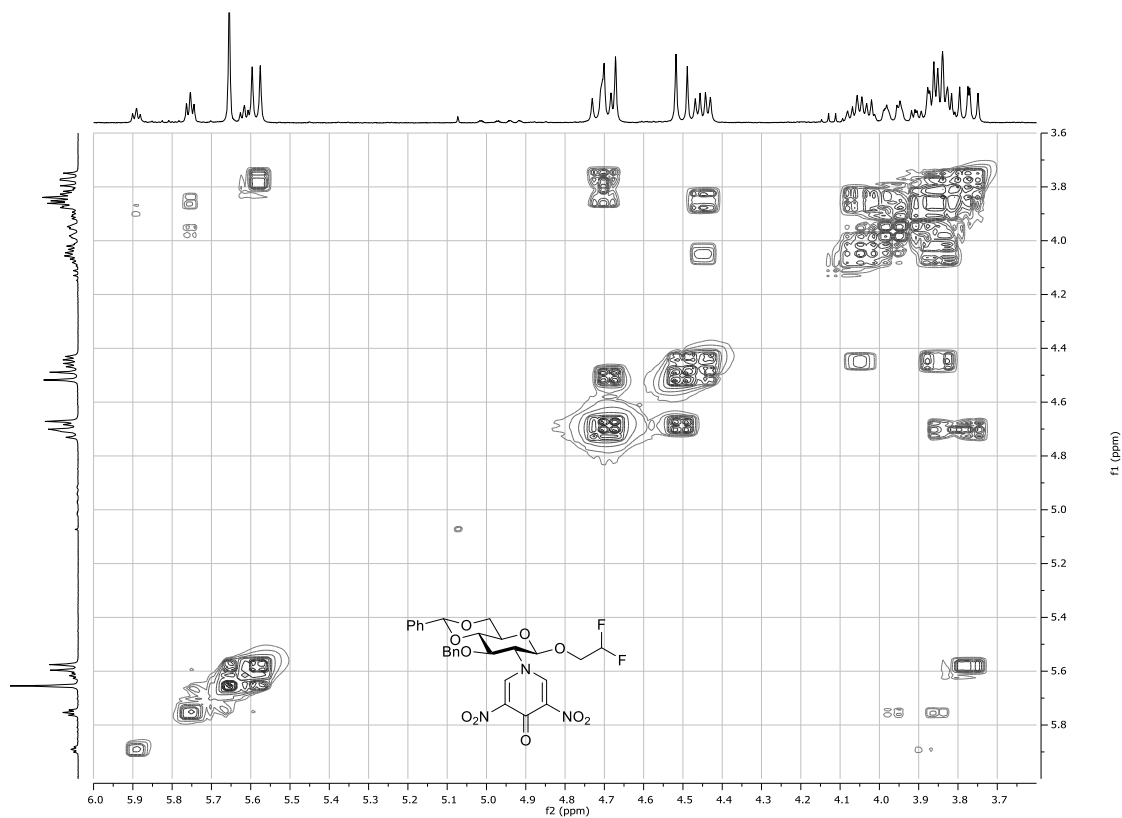 3.6
3.8
4.0
4.2
4.4
4.6
4.8
5.0
5.2
5.4
5.6
5.8
f1 (ppm)
Ph
O
O
O
BnO
O
F
F
N
O₂N
NO₂
O
6.0 5.9 5.8 5.7 5.6 5.5 5.4 5.3 5.2 5.1 5.0 4.9 4.8 4.7 4.6 4.5 4.4 4.3 4.2 4.1 4.0 3.9 3.8 3.7
f2 (ppm)